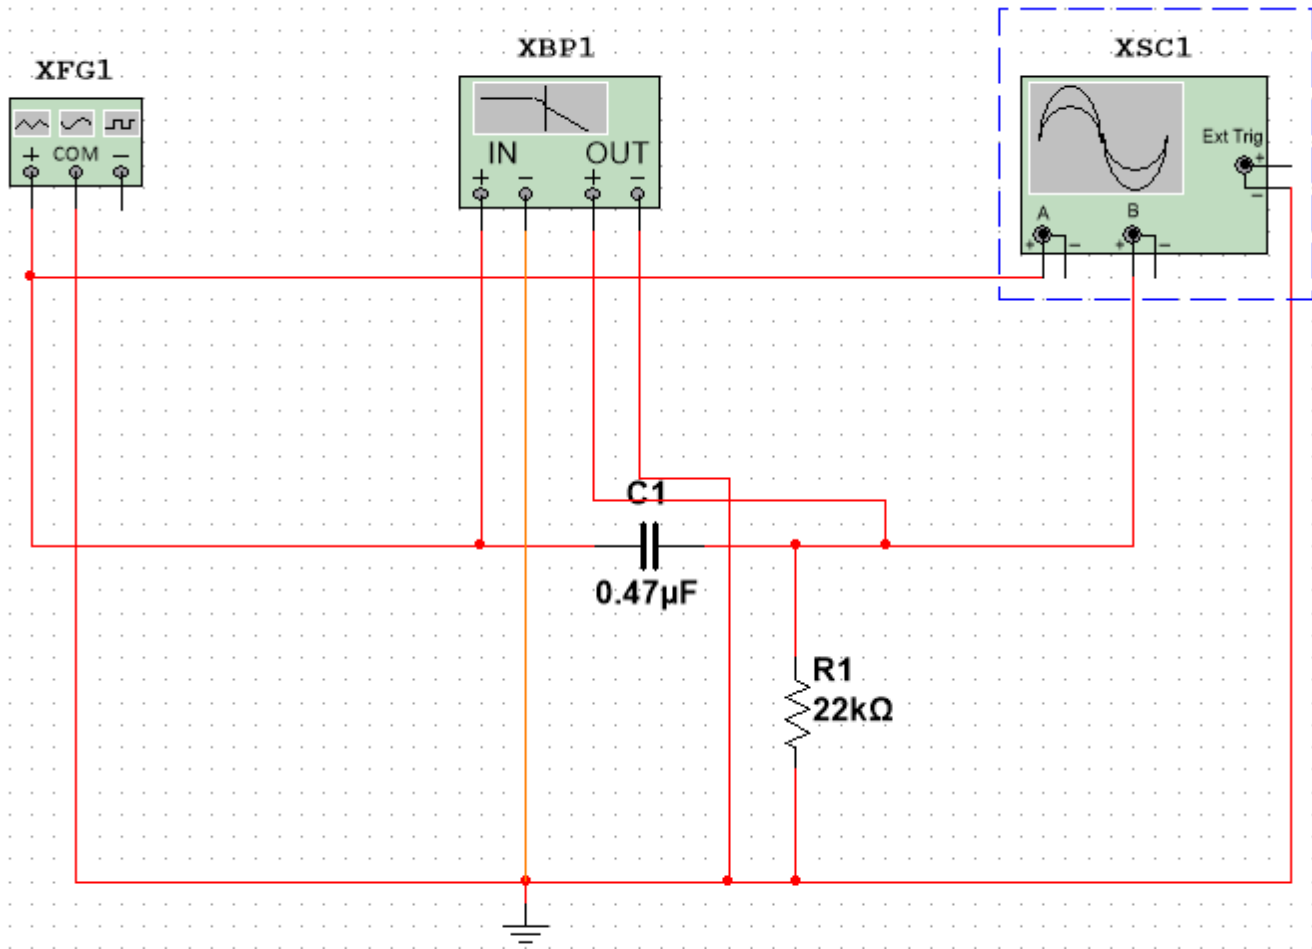 XFG1
+ COM −
XBP1
IN OUT
+ − + −
XSC1
Ext Trig
+
−
A B
+ − + −
C1
0.47µF
R1
22kΩ